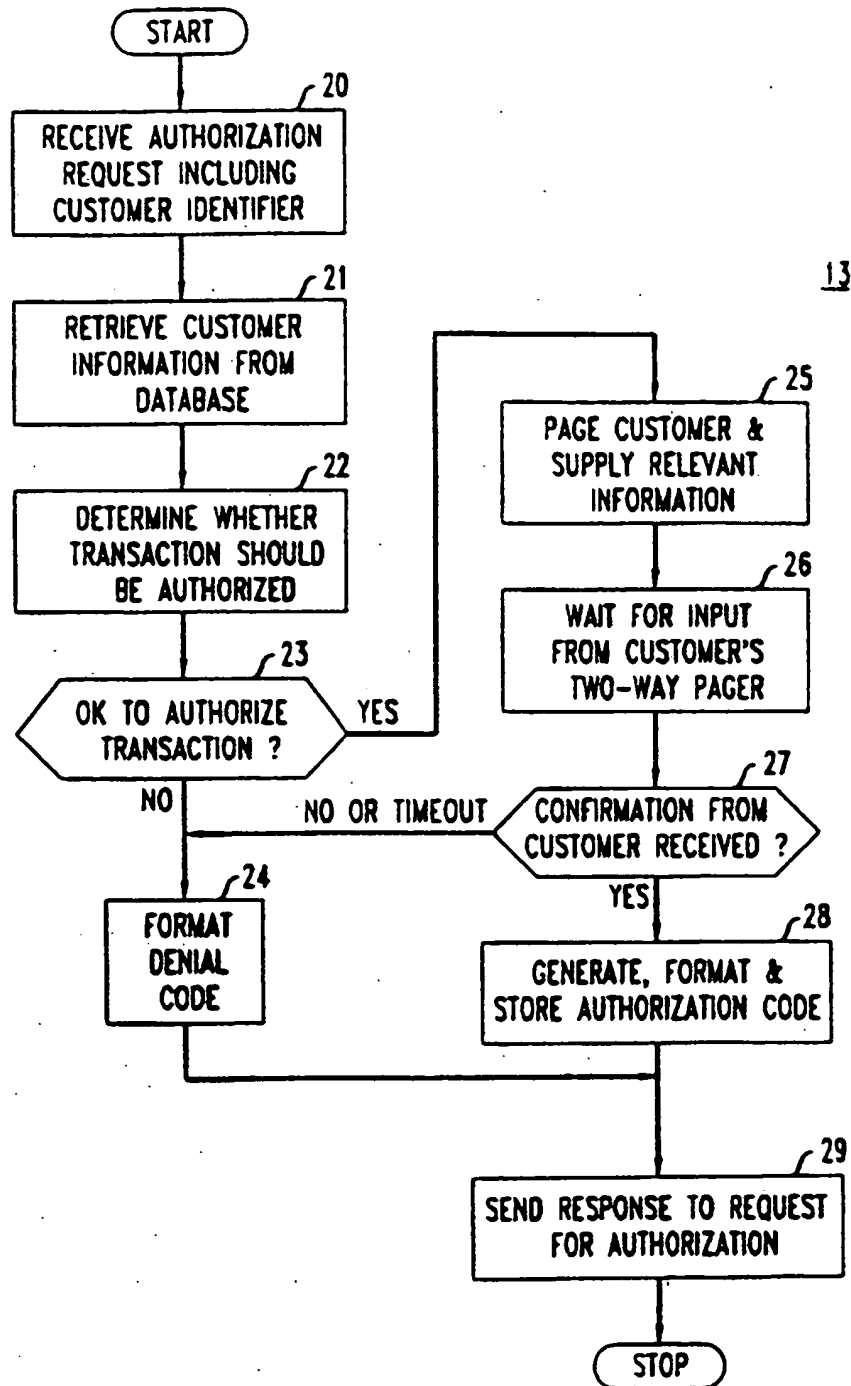 START
20
RECEIVE AUTHORIZATION
REQUEST INCLUDING
CUSTOMER IDENTIFIER
21
RETRIEVE CUSTOMER
INFORMATION FROM
DATABASE
22
DETERMINE WHETHER
TRANSACTION SHOULD
BE AUTHORIZED
23
OK TO AUTHORIZE
TRANSACTION ?
YES
NO
24
FORMAT
DENIAL
CODE
13
25
PAGE CUSTOMER &
SUPPLY RELEVANT
INFORMATION
26
WAIT FOR INPUT
FROM CUSTOMER'S
TWO-WAY PAGER
27
CONFIRMATION FROM
CUSTOMER RECEIVED ?
NO OR TIMEOUT
YES
28
GENERATE, FORMAT &
STORE AUTHORIZATION CODE
29
SEND RESPONSE TO REQUEST
FOR AUTHORIZATION
STOP